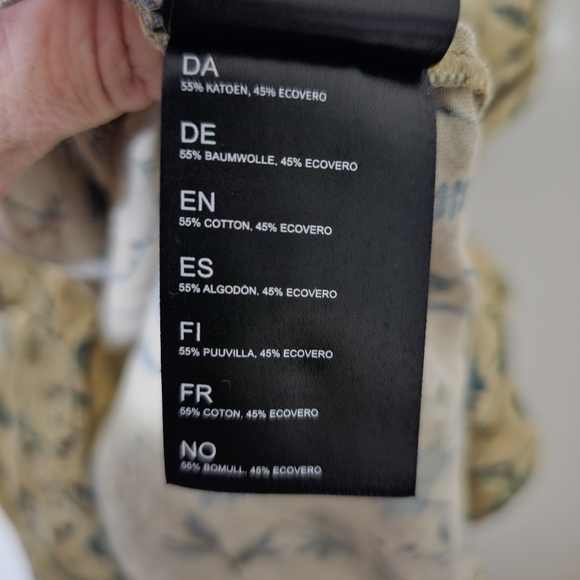 DA
55% KATOEN, 45% ECOVERO
DE
55% BAUMWOLLE, 45% ECOVERO
EN
55% COTTON, 45% ECOVERO
ES
55% ALGODÓN, 45% ECOVERO
FI
55% PUUVILLA, 45% ECOVERO
FR
55% COTON, 45% ECOVERO
NO
55% BOMULL, 45% ECOVERO